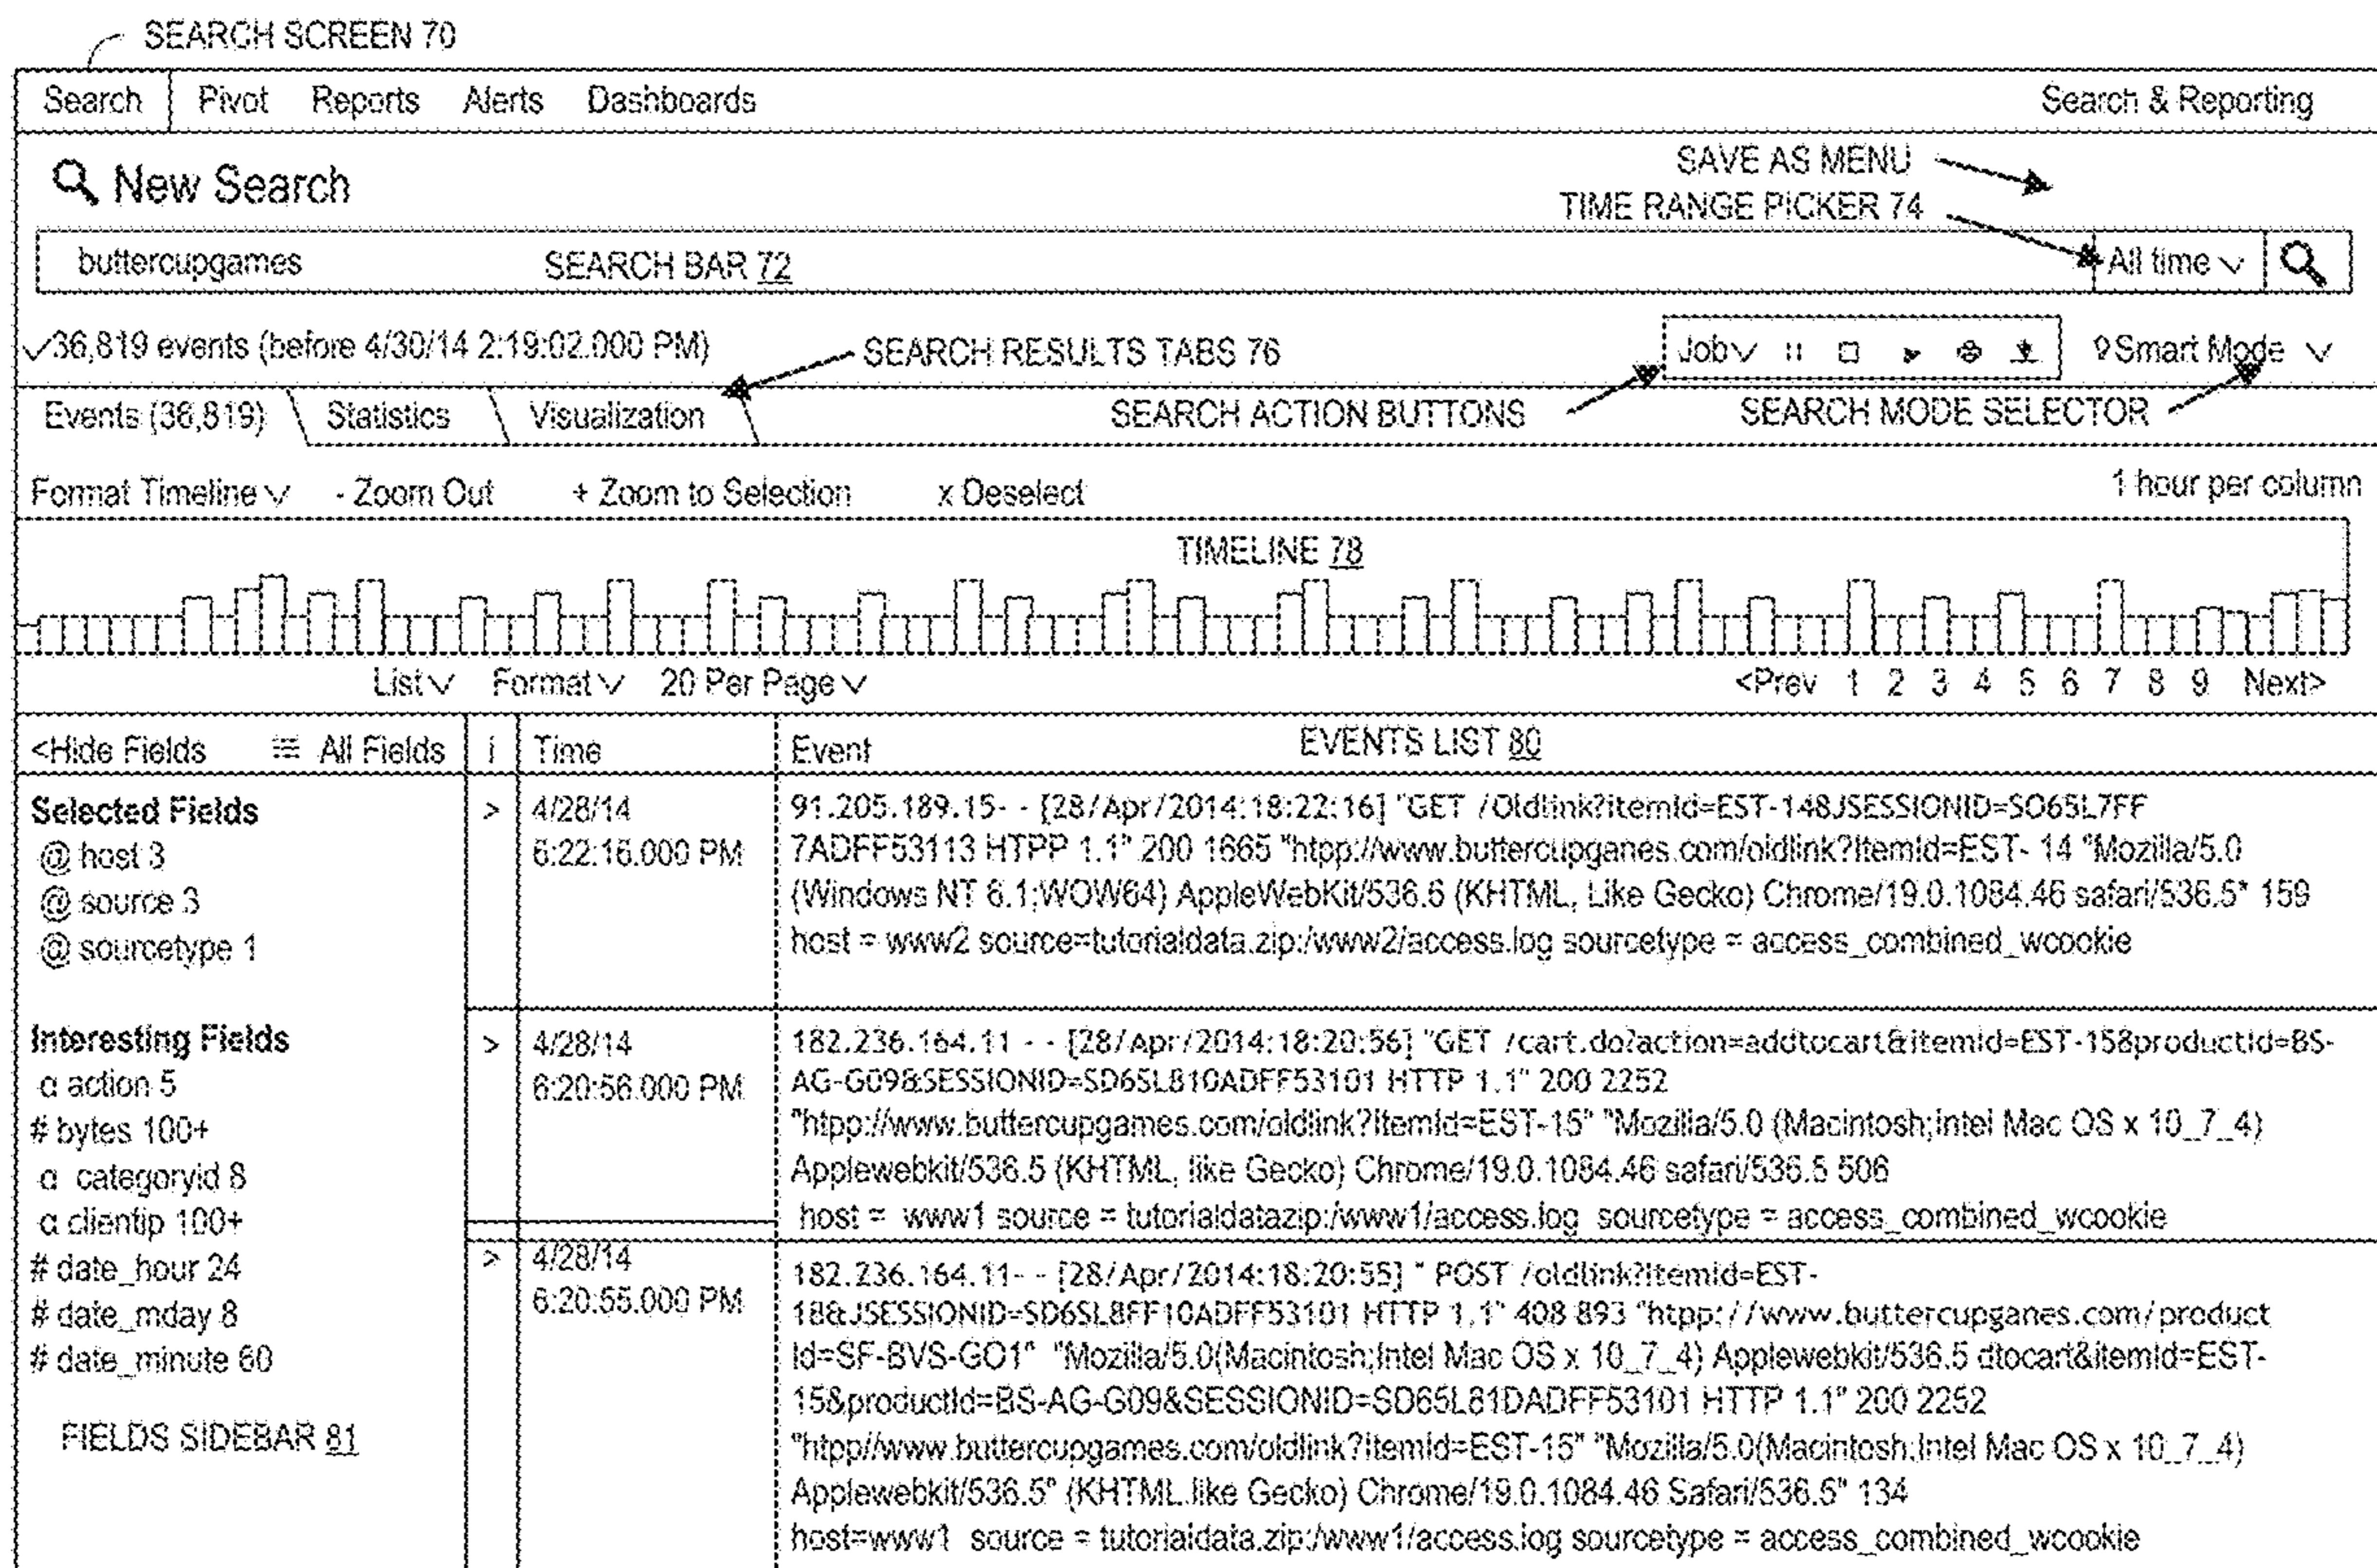 SEARCH SCREEN 70
Search Pivot Reports Alerts Dashboards Search & Reporting
New Search
SAVE AS MENU
TIME RANGE PICKER 74
buttercupgames SEARCH BAR 72 All time
36,819 events (before 4/30/14 2:19:02.000 PM) SEARCH RESULTS TABS 76 Job Smart Mode
Events (36,819) Statistics Visualization SEARCH ACTION BUTTONS SEARCH MODE SELECTOR
Format Timeline - Zoom Out + Zoom to Selection x Deselect 1 hour per column
TIMELINE 78
List Format 20 Per Page <Prev 1 2 3 4 5 6 7 8 9 Next>
<Hide Fields All Fields i Time Event EVENTS LIST 80
Selected Fields
@ host 3
@ source 3
@ sourcetype 1
Interesting Fields
α action 5
# bytes 100+
α categoryid 8
α clientip 100+
# date_hour 24
# date_mday 8
# date_minute 60
FIELDS SIDEBAR 81
> 4/28/14
6:22:16.000 PM
91.205.189.15- - [28/Apr/2014:18:22:16] "GET /Oldlink?itemId=EST-148JSESSIONID=SO65L7FF
7ADFF53113 HTPP 1.1" 200 1665 "htpp://www.buttercupganes.com/oldlink?ItemId=EST- 14 "Mozilla/5.0
(Windows NT 6.1;WOW64) AppleWebKit/536.6 (KHTML, Like Gecko) Chrome/19.0.1084.46 safari/536.5" 159
host = www2 source=tutorialdata.zip:/www2/access.log sourcetype = access_combined_wcookie
> 4/28/14
6:20:56.000 PM
182.236.164.11 - - [28/Apr/2014:18:20:56] "GET /cart.do?action=addtocart&itemId=EST-158productId=BS-
AG-G09&SESSIONID=SD6SL810ADFF53101 HTTP 1.1" 200 2252
"htpp://www.buttercupgames.com/oldlink?ItemId=EST-15" "Mozilla/5.0 (Macintosh;Intel Mac OS x 10_7_4)
Applewebkit/536.5 (KHTML, like Gecko) Chrome/19.0.1084.46 safari/536.5 506
host = www1 source = tutorialdatazip:/www1/access.log sourcetype = access_combined_wcookie
> 4/28/14
6:20:55.000 PM
182.236.164.11- - [28/Apr/2014:18:20:55] " POST /oldlink?itemId=EST-
18&JSESSIONID=SD6SL8FF10ADFF53101 HTTP 1.1" 408 893 "htpp://www.buttercupganes.com/product
Id=SF-BVS-GO1" "Mozilla/5.0(Macintosh;Intel Mac OS x 10_7_4) Applewebkit/536.5 dtocart&itemId=EST-
15&productId=BS-AG-G09&SESSIONID=SD65L81DADFF53101 HTTP 1.1" 200 2252
"htpp//www.buttercupgames.com/oldlink?ItemId=EST-15" "Mozilla/5.0(Macintosh;Intel Mac OS x 10_7_4)
Applewebkit/536.5" (KHTML.like Gecko) Chrome/19.0.1084.46 Safari/536.5" 134
host=www1 source = tutorialdata.zip:/www1/access.log sourcetype = access_combined_wcookie